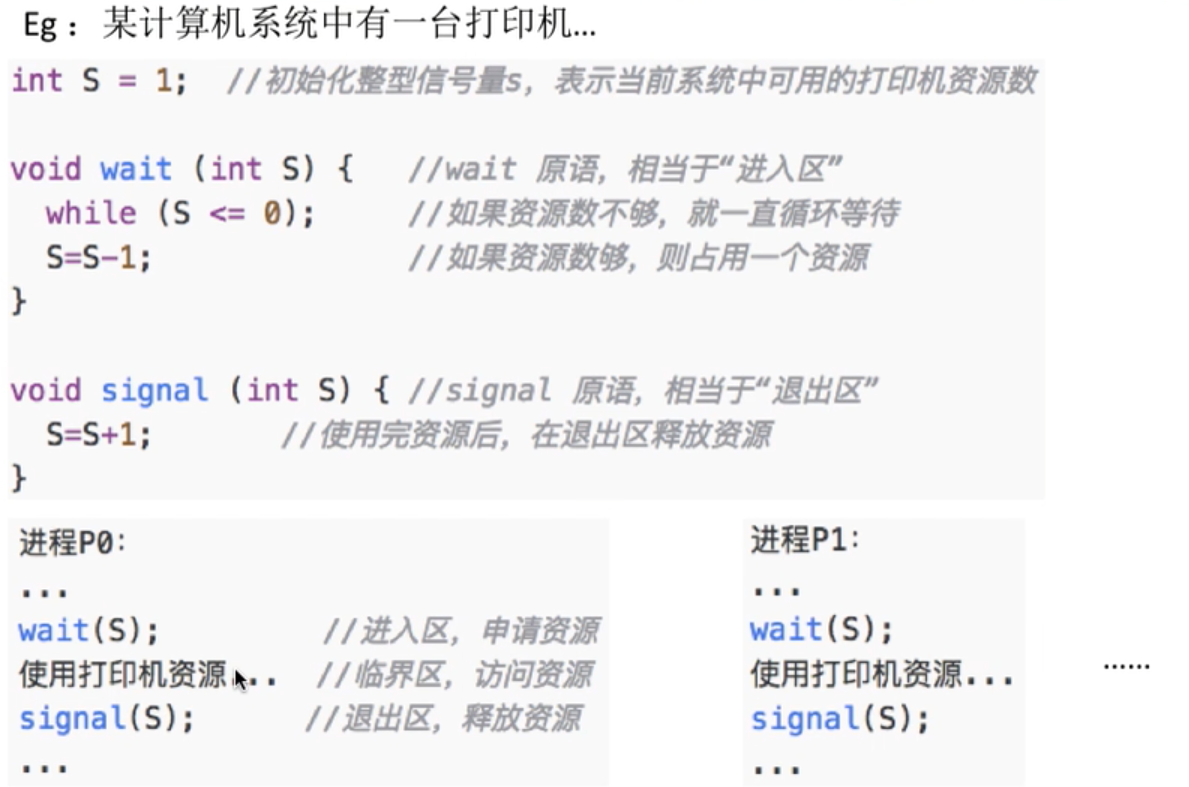 Eg：某计算机系统中有一台打印机...
int S = 1;  //初始化整型信号量s，表示当前系统中可用的打印机资源数
void wait (int S) {  //wait 原语，相当于“进入区”
while (S <= 0);  //如果资源数不够，就一直循环等待
S=S-1;  //如果资源数够，则占用一个资源
}
void signal (int S) { //signal 原语，相当于“退出区”
S=S+1;  //使用完资源后，在退出区释放资源
}
进程P0:
...
wait(S);  //进入区，申请资源
使用打印机资源...  //临界区，访问资源
signal(S);  //退出区，释放资源
...
进程P1:
...
wait(S);
使用打印机资源...
signal(S);
...
……